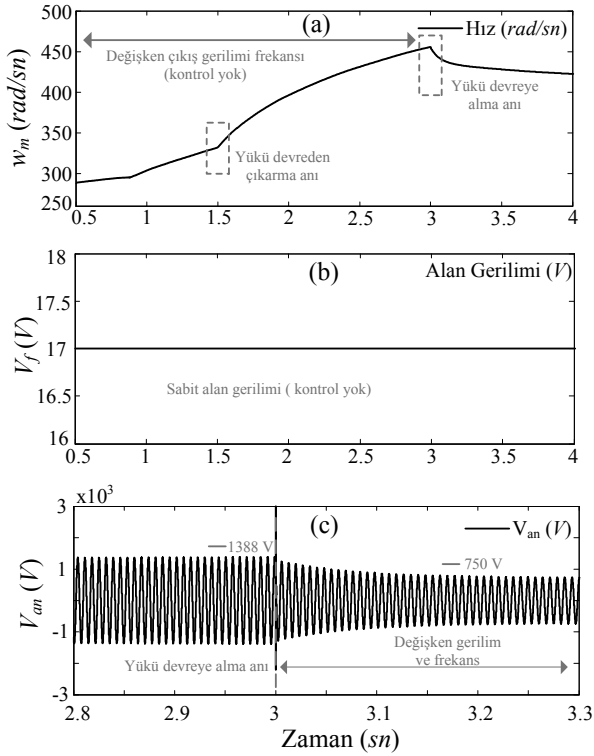 (a)
Hız (rad/sn)
Değişken çıkış gerilimi frekansı
(kontrol yok)
Yükü devreye
alma anı
Yükü devreden
çıkarma anı
w_m (rad/sn)
500
450
400
350
300
250
200
0.5 1 1.5 2 2.5 3 3.5 4
(b)
Alan Gerilimi (V)
V_f (V)
18
17.5
17
16.5
16
Sabit alan gerilimi ( kontrol yok)
0.5 1 1.5 2 2.5 3 3.5 4
x10³
(c)
V_an (V)
1388 V
750 V
V_an (V)
3
1
-1
-3
Yükü devreye alma anı
Değişken gerilim
ve frekans
2.8 2.9 3 3.1 3.2 3.3
Zaman (sn)